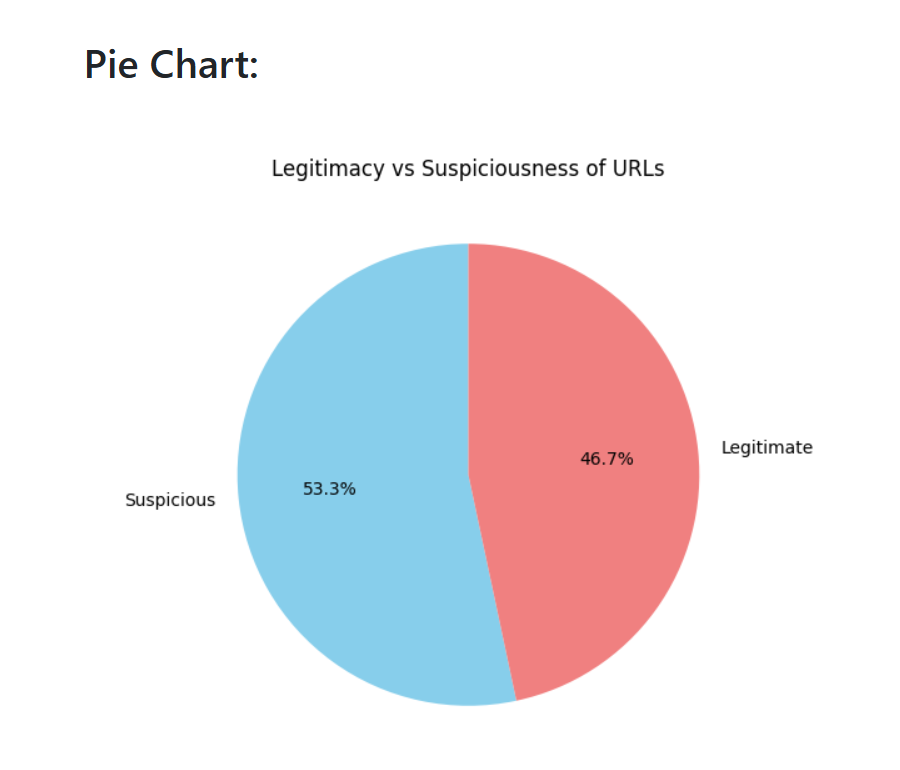 Pie Chart:
Legitimacy vs Suspiciousness of URLs
46.7%
Legitimate
53.3%
Suspicious